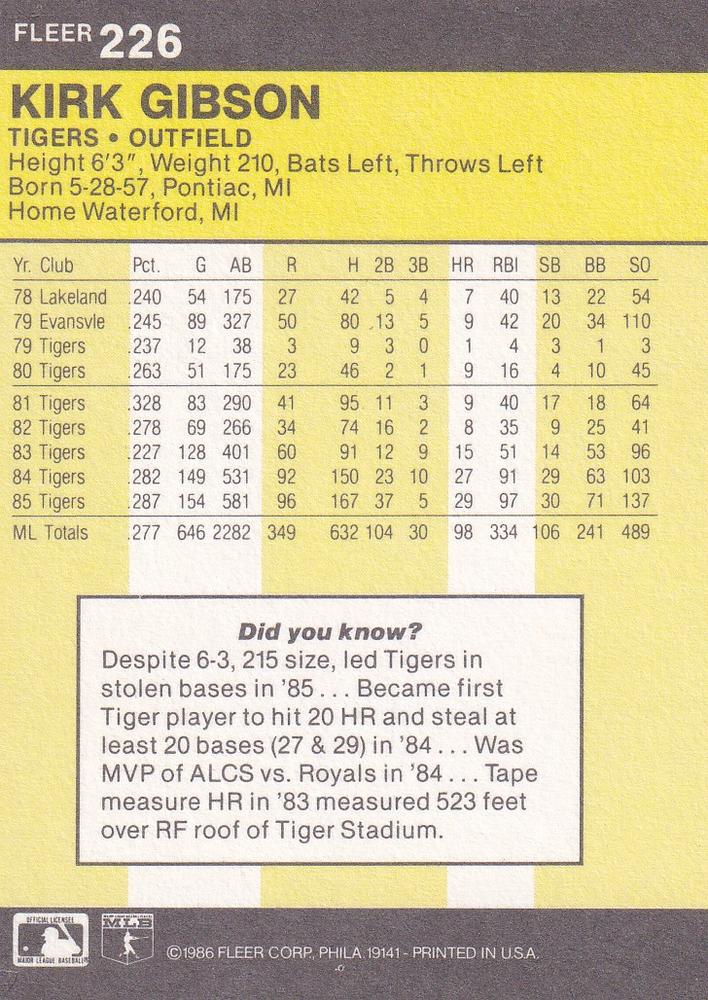 FLEER 226
KIRK GIBSON
TIGERS • OUTFIELD
Height 6'3", Weight 210, Bats Left, Throws Left
Born 5-28-57, Pontiac, MI
Home Waterford, MI
Yr. Club Pct. G AB R H 2B 3B HR RBI SB BB SO
78 Lakeland .240 54 175 27 42 5 4 7 40 13 22 54
79 Evansvle .245 89 327 50 80 13 5 9 42 20 34 110
79 Tigers .237 12 38 3 9 3 0 1 4 3 1 3
80 Tigers .263 51 175 23 46 2 1 9 16 4 10 45
81 Tigers .328 83 290 41 95 11 3 9 40 17 18 64
82 Tigers .278 69 266 34 74 16 2 8 35 9 25 41
83 Tigers .227 128 401 60 91 12 9 15 51 14 53 96
84 Tigers .282 149 531 92 150 23 10 27 91 29 63 103
85 Tigers .287 154 581 96 167 37 5 29 97 30 71 137
ML Totals .277 646 2282 349 632 104 30 98 334 106 241 489
Did you know?
Despite 6-3, 215 size, led Tigers in
stolen bases in '85 . . . Became first
Tiger player to hit 20 HR and steal at
least 20 bases (27 & 29) in '84 . . . Was
MVP of ALCS vs. Royals in '84 . . . Tape
measure HR in '83 measured 523 feet
over RF roof of Tiger Stadium.
OFFICIAL LICENSEE
MAJOR LEAGUE BASEBALL®
MLB
©1986 FLEER CORP., PHILA. 19141 - PRINTED IN U.S.A.